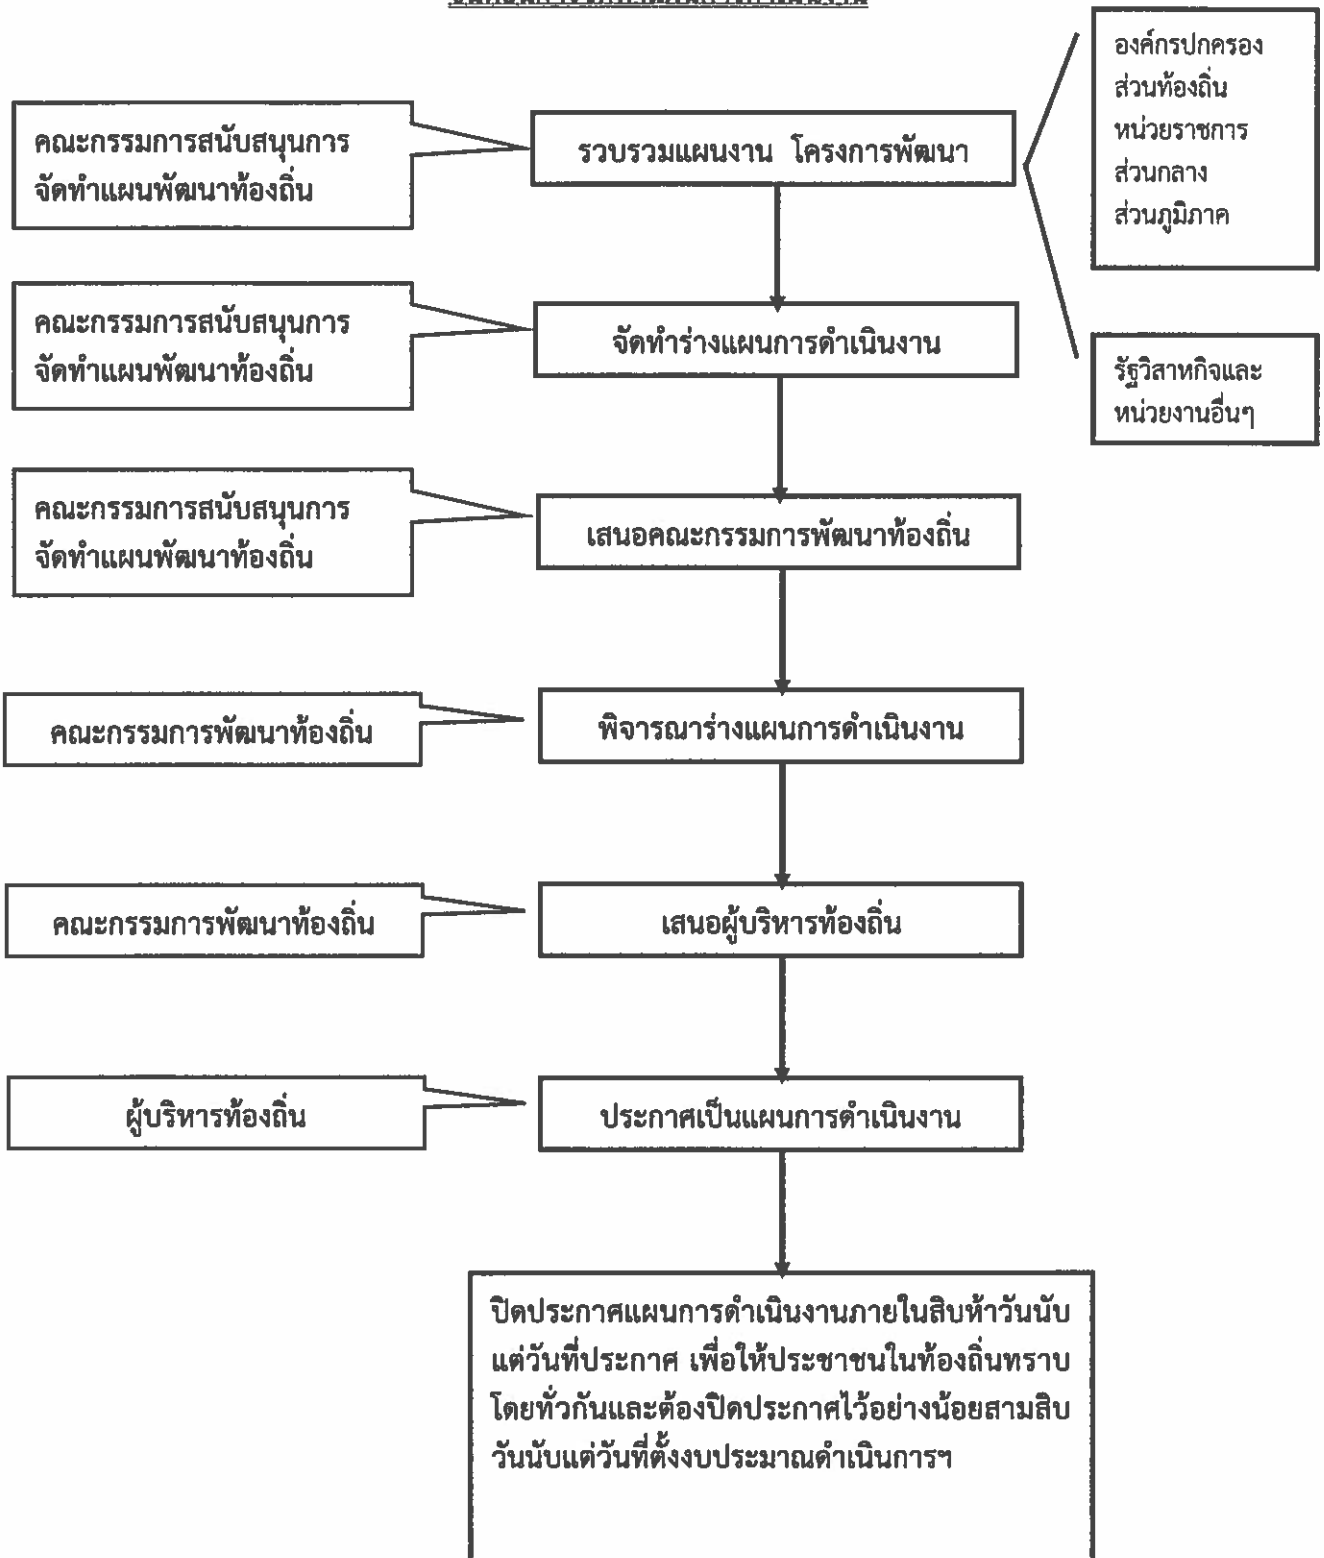 องค์กรปกครอง
ส่วนท้องถิ่น
หน่วยราชการ
ส่วนกลาง
ส่วนภูมิภาค
คณะกรรมการสนับสนุนการ
จัดทำแผนพัฒนาท้องถิ่น
รวบรวมแผนงาน โครงการพัฒนา
คณะกรรมการสนับสนุนการ
จัดทำแผนพัฒนาท้องถิ่น
จัดทำร่างแผนการดำเนินงาน
รัฐวิสาหกิจและ
หน่วยงานอื่นๆ
คณะกรรมการสนับสนุนการ
จัดทำแผนพัฒนาท้องถิ่น
เสนอคณะกรรมการพัฒนาท้องถิ่น
คณะกรรมการพัฒนาท้องถิ่น
พิจารณาร่างแผนการดำเนินงาน
คณะกรรมการพัฒนาท้องถิ่น
เสนอผู้บริหารท้องถิ่น
ผู้บริหารท้องถิ่น
ประกาศเป็นแผนการดำเนินงาน
ปิดประกาศแผนการดำเนินงานภายในสิบห้าวันนับ
แต่วันที่ประกาศ เพื่อให้ประชาชนในท้องถิ่นทราบ
โดยทั่วกันและต้องปิดประกาศไว้อย่างน้อยสามสิบ
วันนับแต่วันที่ตั้งงบประมาณดำเนินการฯ